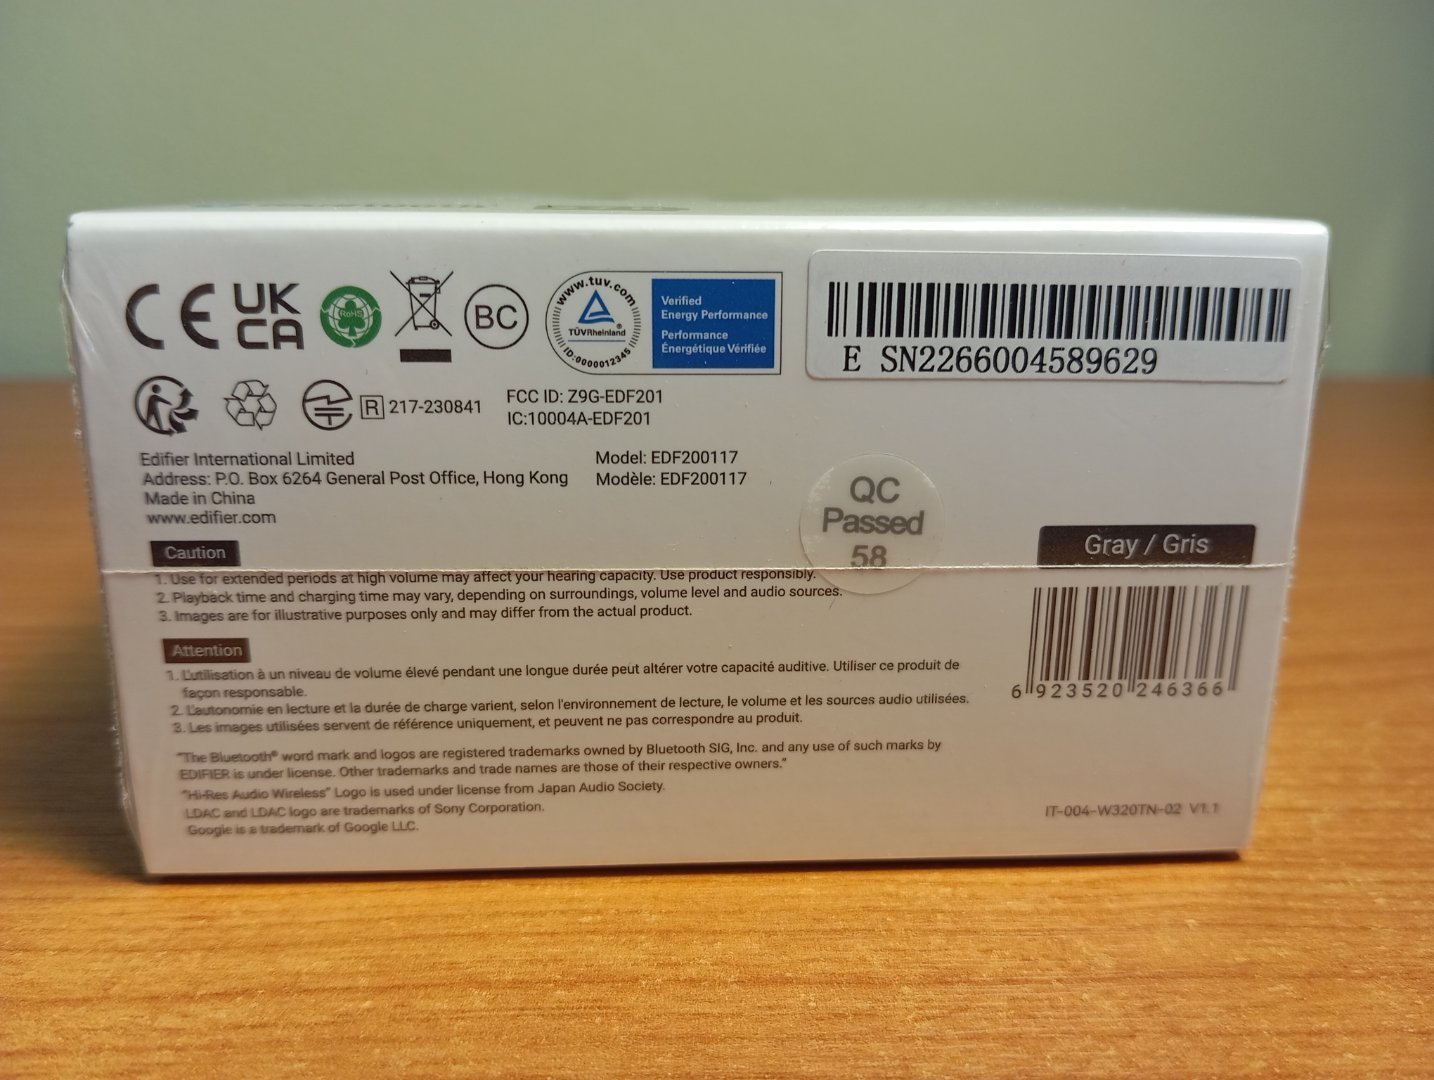 CE
UK
CA
RoHS
BC
www.tuv.com
TÜVRheinland®
ID:0000012345
Verified
Energy Performance
Performance
Énergétique Vérifiée
E SN2266004589629
R 217-230841
FCC ID: Z9G-EDF201
IC:10004A-EDF201
Edifier International Limited
Address: P.O. Box 6264 General Post Office, Hong Kong
Made in China
www.edifier.com
Model: EDF200117
Modèle: EDF200117
QC
Passed
58
Gray / Gris
6 923520 246366
Caution
1. Use for extended periods at high volume may affect your hearing capacity. Use product responsibly.
2. Playback time and charging time may vary, depending on surroundings, volume level and audio sources.
3. Images are for illustrative purposes only and may differ from the actual product.
Attention
1. L'utilisation à un niveau de volume élevé pendant une longue durée peut altérer votre capacité auditive. Utiliser ce produit de
façon responsable.
2. L'autonomie en lecture et la durée de charge varient, selon l'environnement de lecture, le volume et les sources audio utilisées.
3. Les images utilisées servent de référence uniquement, et peuvent ne pas correspondre au produit.
"The Bluetooth® word mark and logos are registered trademarks owned by Bluetooth SIG, Inc. and any use of such marks by
EDIFIER is under license. Other trademarks and trade names are those of their respective owners."
"Hi-Res Audio Wireless" Logo is used under license from Japan Audio Society.
LDAC and LDAC logo are trademarks of Sony Corporation.
Google is a trademark of Google LLC.
IT-004-W320TN-02 V1.1